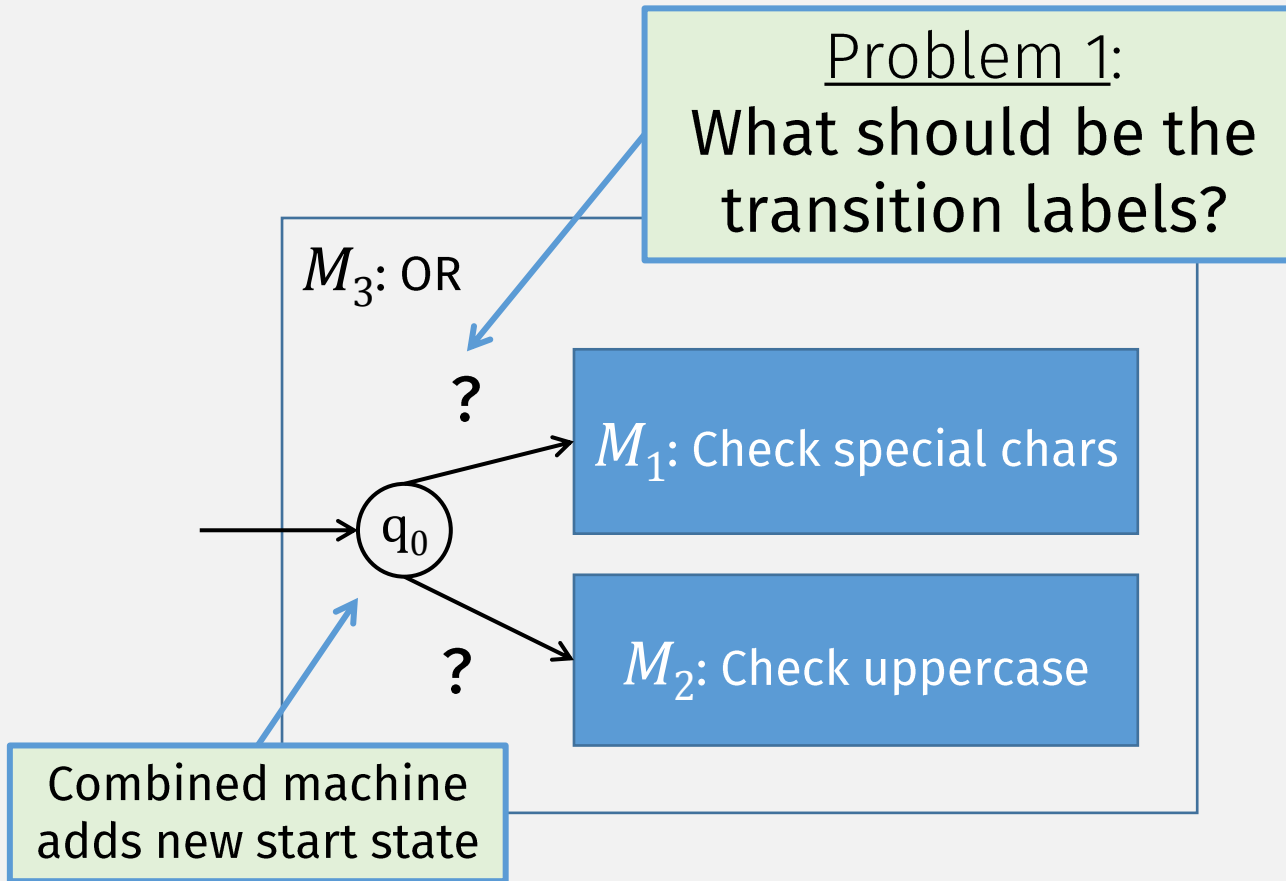 Problem 1:
What should be the
transition labels?
M₃: OR
?
M₁: Check special chars
q₀
?
M₂: Check uppercase
Combined machine
adds new start state